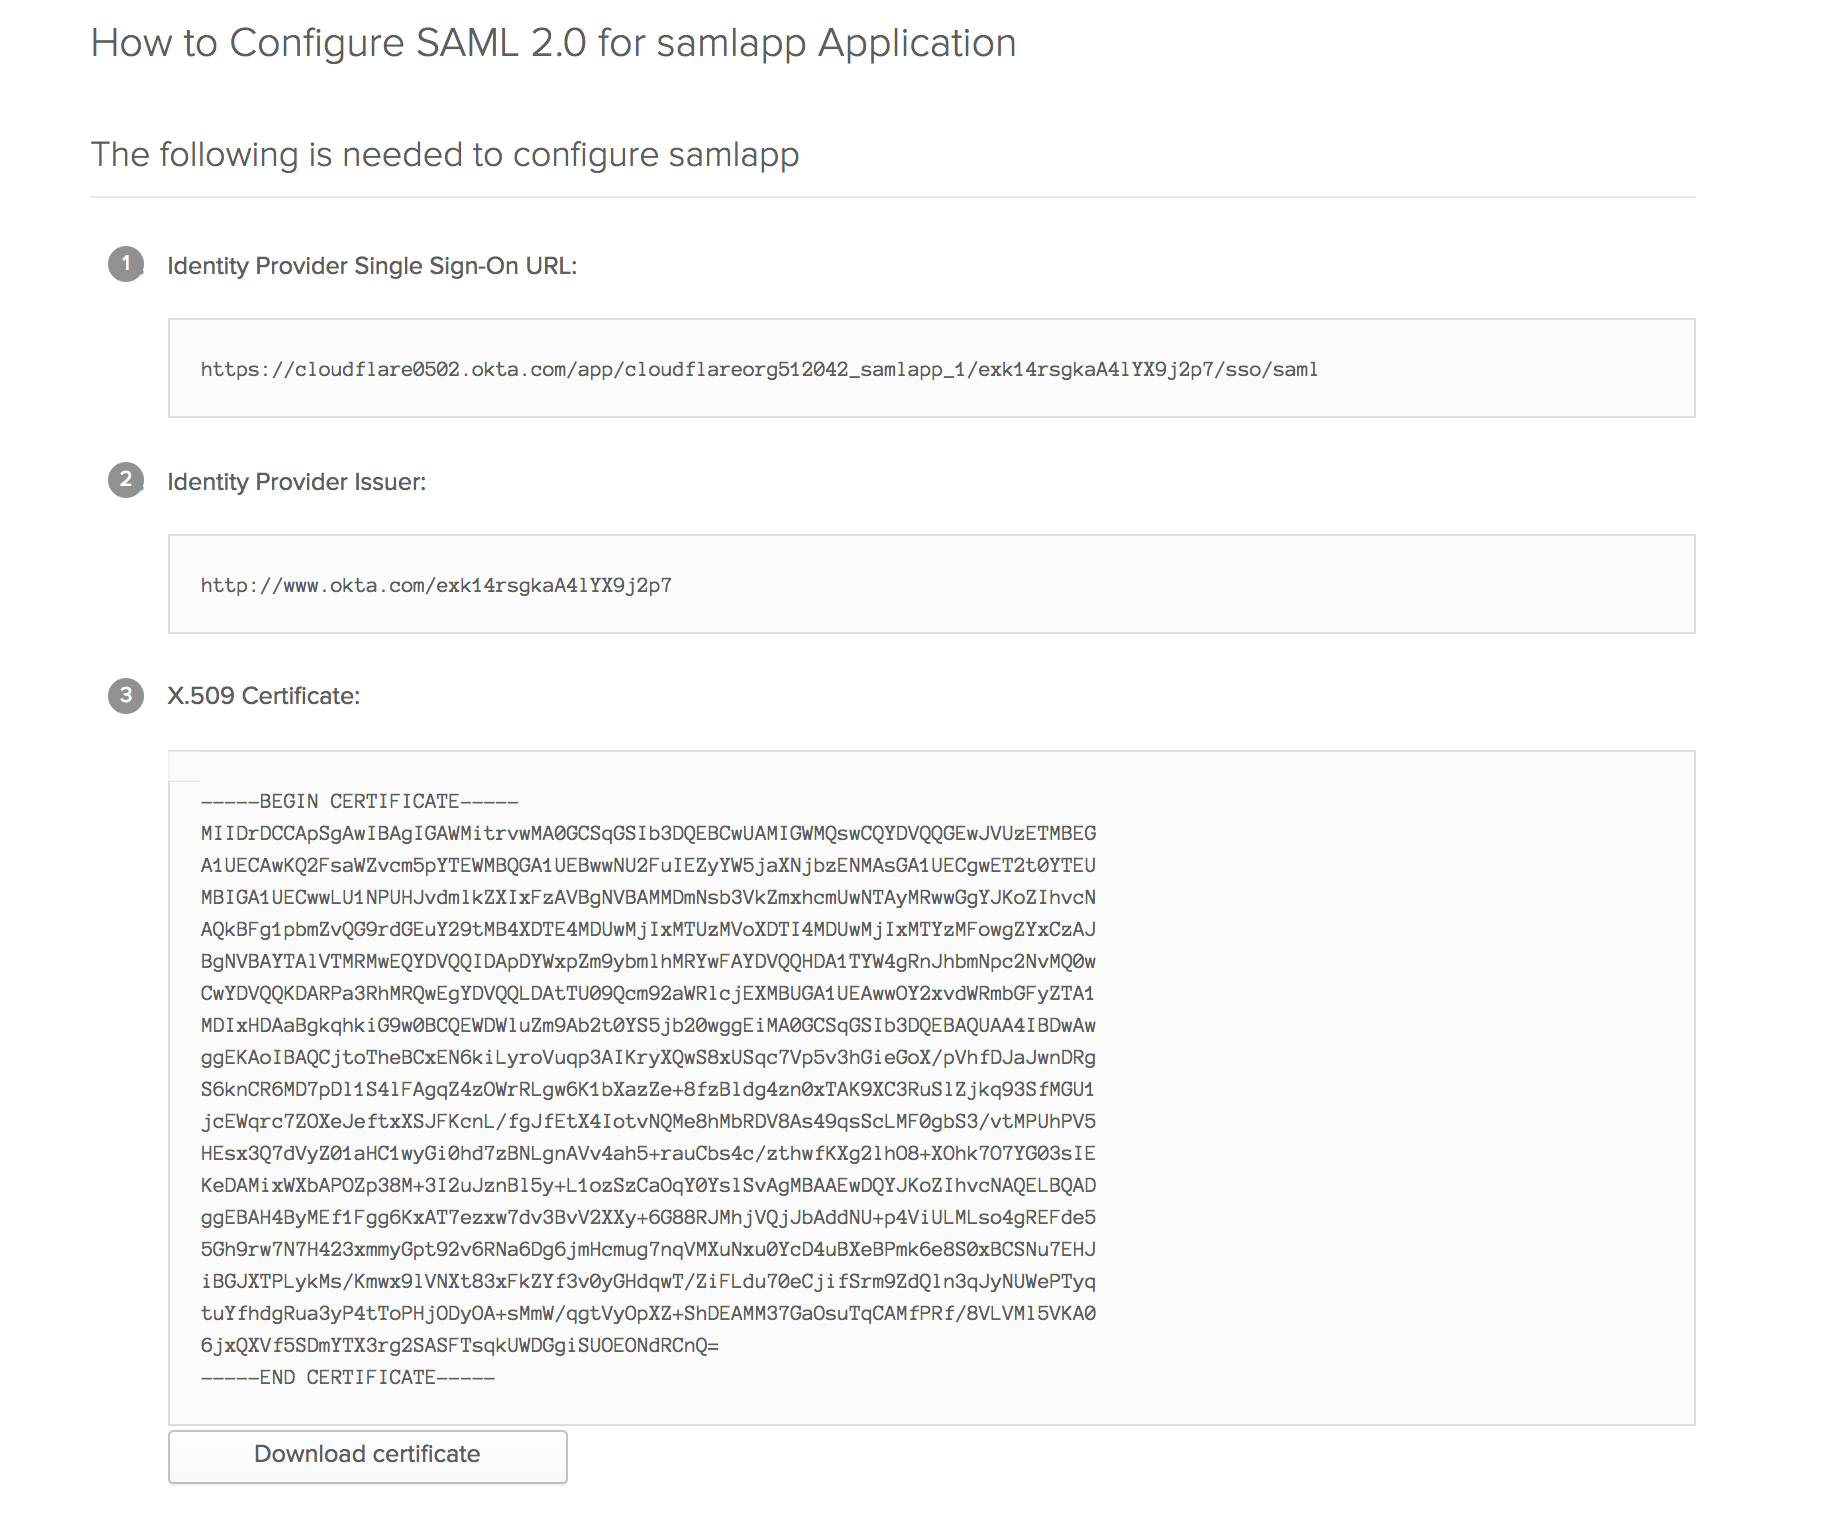 How to Configure SAML 2.0 for samlapp Application
The following is needed to configure samlapp
1 Identity Provider Single Sign-On URL:
https://cloudflare0502.okta.com/app/cloudflareorg512042_samlapp_1/exk14rsgkaA4lYX9j2p7/sso/saml
2 Identity Provider Issuer:
http://www.okta.com/exk14rsgkaA4lYX9j2p7
3 X.509 Certificate:
-----BEGIN CERTIFICATE-----
MIIDrDCCApSgAwIBAgIGAWMitrvwMA0GCSqGSIb3DQEBCwUAMIGWMQswCQYDVQQGEwJVUzETMBEG
A1UECAwKQ2FsaWZvcm5pYTEWMBQGA1UEBwwNU2FuIEZyYW5jaXNjbzENMAsGA1UECgwET2t0YTEU
MBIGA1UECwwLU1NPUHJvdmlkZXIxFzAVBgNVBAMMDmNsb3VkZmxhcmUwNTAyMRwwGgYJKoZIhvcN
AQkBFg1pbmZvQG9rdGEuY29tMB4XDTE4MDUwMjIxMTUzMVoXDTI4MDUwMjIxMTYzMFowgZYxCzAJ
BgNVBAYTAlVTMRMwEQYDVQQIDApDYWxpZm9ybmlhMRYwFAYDVQQHDA1TYW4gRnJhbmNpc2NvMQ0w
CwYDVQQKDARPa3RhMRQwEgYDVQQLDAtTU09Qcm92aWRlcjEXMBUGA1UEAwwOY2xvdWRmbGFyZTA1
MDIxHDAaBgkqhkiG9w0BCQEWDWluZm9Ab2t0YS5jb20wggEiMA0GCSqGSIb3DQEBAQUAA4IBDwAw
ggEKAoIBAQCjtoTheBCxEN6kiLyroVuqp3AIKryXQwS8xUSqc7Vp5v3hGieGoX/pVhfDJaJwnDRg
S6knCR6MD7pDl1S4lFAgqZ4zOWrRLgw6K1bXazZe+8fzBldg4zn0xTAK9XC3RuSlZjkq93SfMGU1
jcEWqrc7ZOXeJeftxXSJFKcnL/fgJfEtX4IotvNQMe8hMbRDV8As49qsScLMF0gbS3/vtMPUhPV5
HEsx3Q7dVyZ01aHC1wyGi0hd7zBNLgnAVv4ah5+rauCbs4c/zthwfKXg2lhO8+XOhk7O7YG03sIE
KeDAMixWXbAPOZp38M+3I2uJznBl5y+L1ozSzCaOqY0YslSvAgMBAAEwDQYJKoZIhvcNAQELBQAD
ggEBAH4ByMEf1Fgg6KxAT7ezxw7dv3BvV2XXy+6G88RJMhjVQjJbAddNU+p4ViULMLso4gREFde5
5Gh9rw7N7H423xmmyGpt92v6RNa6Dg6jmHcmug7nqVMXuNxu0YcD4uBXeBPmk6e8S0xBCSNu7EHJ
iBGJXTPLykMs/Kmwx9lVNXt83xFkZYf3v0yGHdqwT/ZiFLdu70eCjifSrm9ZdQln3qJyNUWePTyq
tuYfhdgRua3yP4tToPHjODyOA+sMmW/qgtVyOpXZ+ShDEAMM37GaOsuTqCAMfPRf/8VLVMl5VKA0
6jxQXVf5SDmYTX3rg2SASFTsqkUWDGgiSUOEONdRCnQ=
-----END CERTIFICATE-----
Download certificate